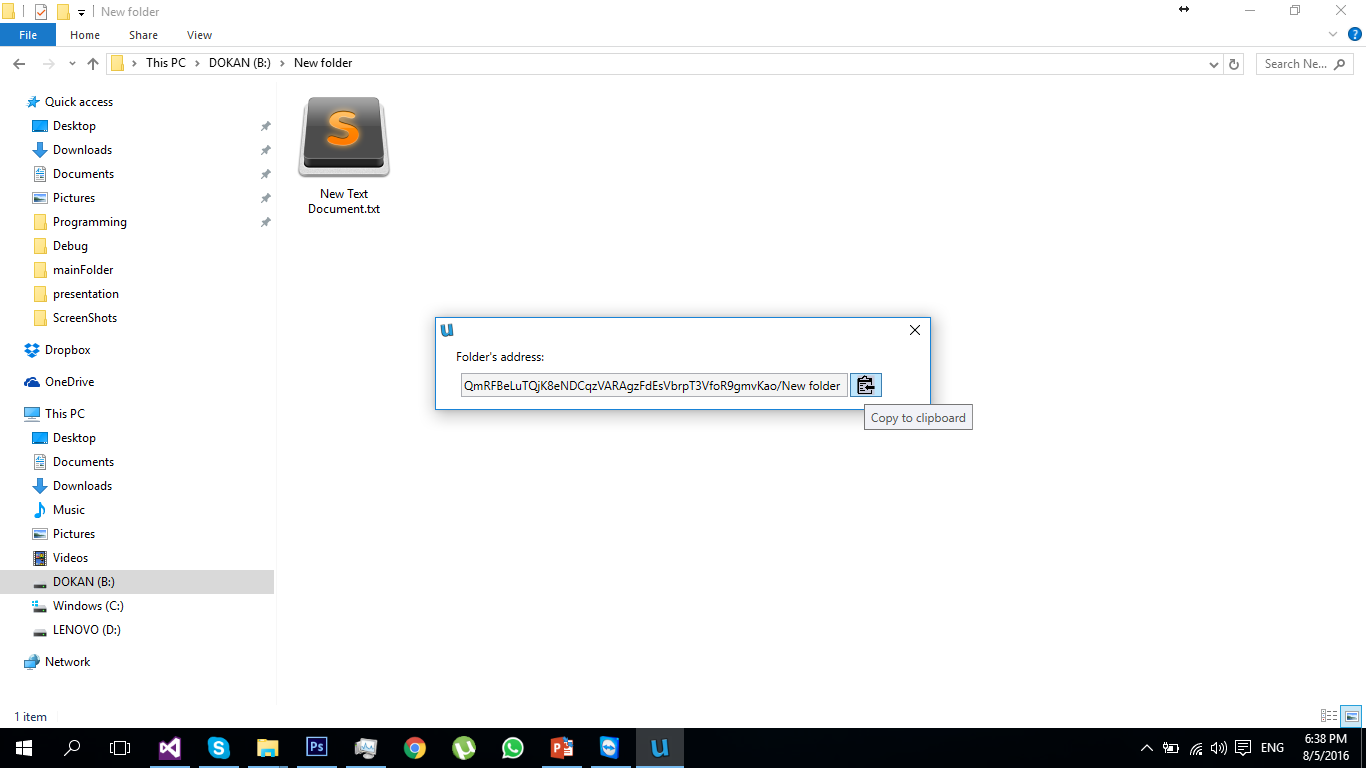 New folder
File Home Share View
This PC DOKAN (B:) New folder
Search Ne...
Quick access
Desktop
Downloads
Documents
Pictures
Programming
Debug
mainFolder
presentation
ScreenShots
Dropbox
OneDrive
This PC
Desktop
Documents
Downloads
Music
Pictures
Videos
DOKAN (B:)
Windows (C:)
LENOVO (D:)
Network
S
New Text
Document.txt
u
Folder's address:
QmRFBeLuTQjK8eNDCqzVARAgzFdEsVbrpT3VfoR9gmvKao/New folder
Copy to clipboard
1 item
Ps
ENG
6:38 PM
8/5/2016